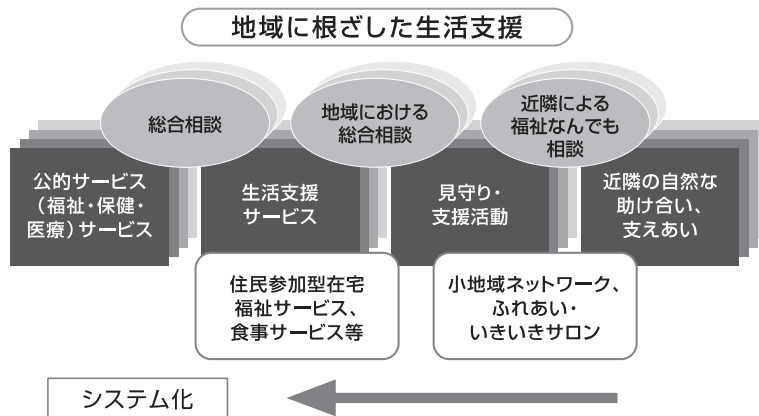 地域に根ざした生活支援
総合相談
地域における
総合相談
近隣による
福祉なんでも
相談
公的サービス
（福祉・保健・
医療）サービス
生活支援
サービス
見守り・
支援活動
近隣の自然な
助け合い、
支えあい
住民参加型在宅
福祉サービス、
食事サービス等
小地域ネットワーク、
ふれあい・
いきいきサロン
システム化